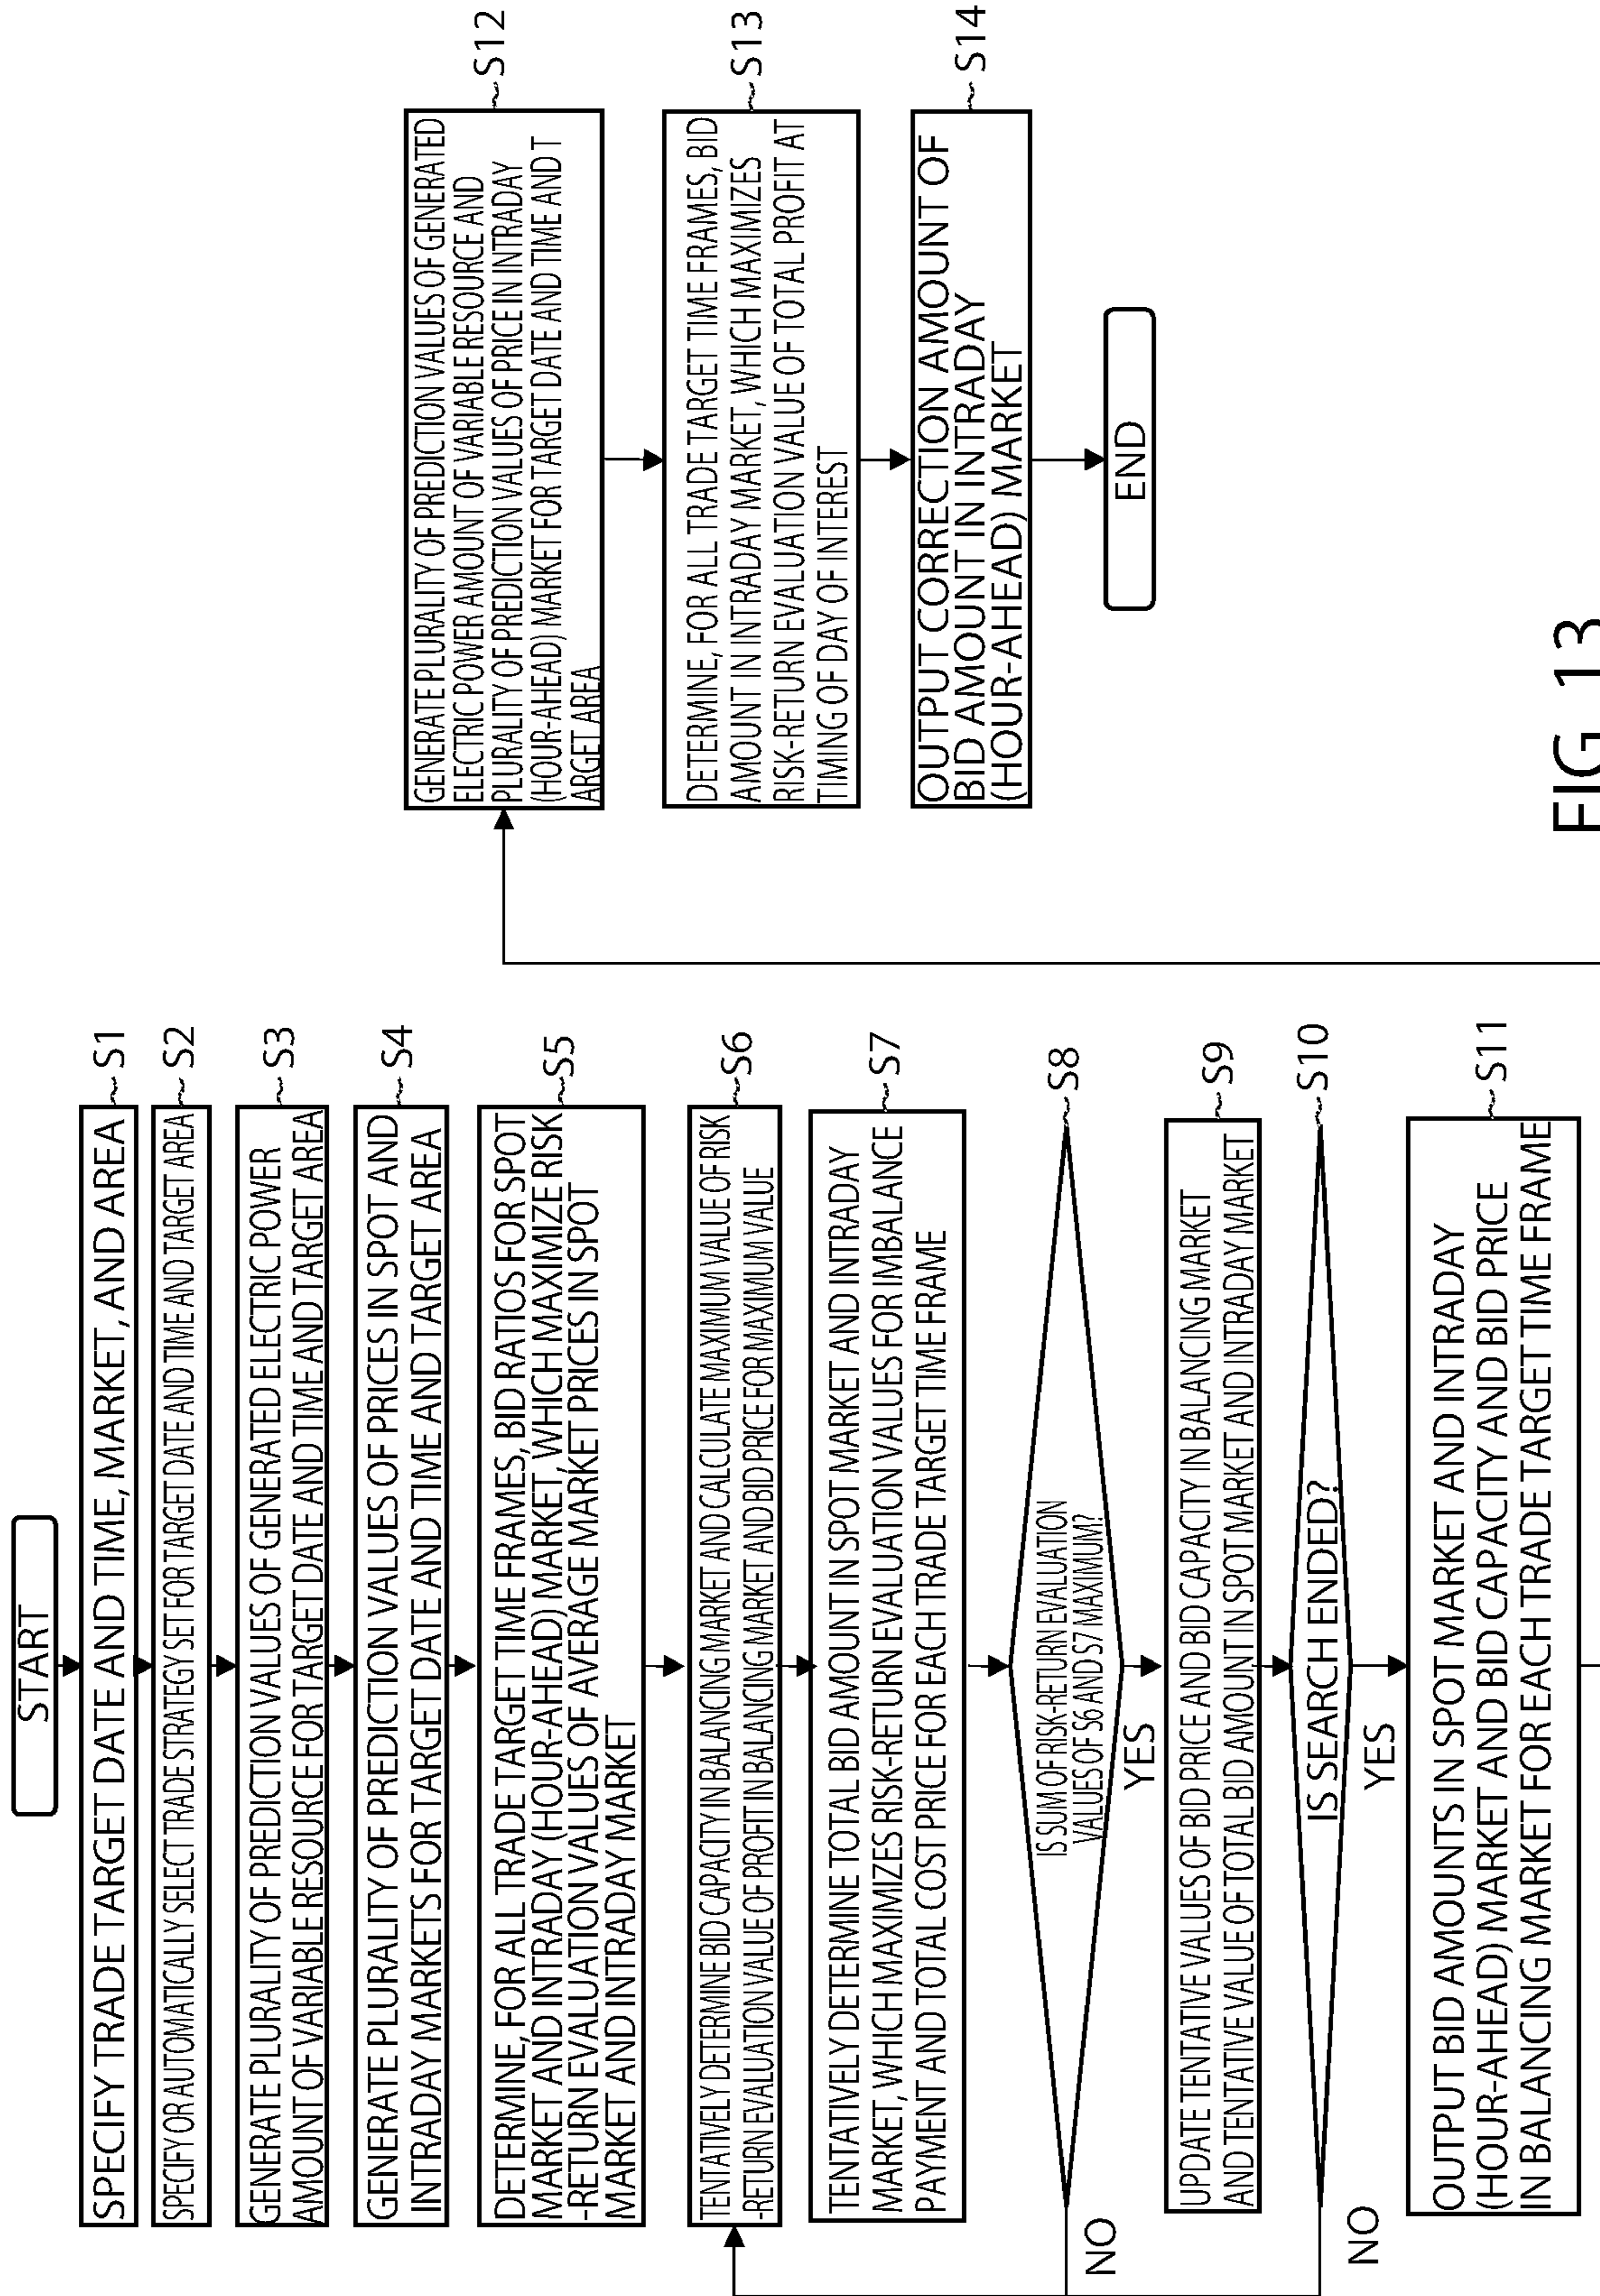 START
SPECIFY TRADE TARGET DATE AND TIME, MARKET, AND AREA
S1
SPECIFY OR AUTOMATICALLY SELECT TRADE STRATEGY SET FOR TARGET DATE AND TIME AND TARGET AREA
S2
GENERATE PLURALITY OF PREDICTION VALUES OF GENERATED ELECTRIC POWER
AMOUNT OF VARIABLE RESOURCE FOR TARGET DATE AND TIME AND TARGET AREA
S3
GENERATE PLURALITY OF PREDICTION VALUES OF PRICES IN SPOT AND
INTRADAY MARKETS FOR TARGET DATE AND TIME AND TARGET AREA
S4
DETERMINE, FOR ALL TRADE TARGET TIME FRAMES, BID RATIOS FOR SPOT
MARKET AND INTRADAY (HOUR-AHEAD) MARKET, WHICH MAXIMIZE RISK
-RETURN EVALUATION VALUES OF AVERAGE MARKET PRICES IN SPOT
MARKET AND INTRADAY MARKET
S5
TENTATIVELY DETERMINE BID CAPACITY IN BALANCING MARKET AND CALCULATE MAXIMUM VALUE OF RISK
-RETURN EVALUATION VALUE OF PROFIT IN BALANCING MARKET AND BID PRICE FOR MAXIMUM VALUE
S6
TENTATIVELY DETERMINE TOTAL BID AMOUNT IN SPOT MARKET AND INTRADAY
MARKET, WHICH MAXIMIZES RISK-RETURN EVALUATION VALUES FOR IMBALANCE
PAYMENT AND TOTAL COST PRICE FOR EACH TRADE TARGET TIME FRAME
S7
IS SUM OF RISK-RETURN EVALUATION
VALUES OF S6 AND S7 MAXIMUM?
S8
NO
YES
UPDATE TENTATIVE VALUES OF BID PRICE AND BID CAPACITY IN BALANCING MARKET
AND TENTATIVE VALUE OF TOTAL BID AMOUNT IN SPOT MARKET AND INTRADAY MARKET
S9
IS SEARCH ENDED?
S10
NO
YES
OUTPUT BID AMOUNTS IN SPOT MARKET AND INTRADAY
(HOUR-AHEAD) MARKET AND BID CAPACITY AND BID PRICE
IN BALANCING MARKET FOR EACH TRADE TARGET TIME FRAME
S11
GENERATE PLURALITY OF PREDICTION VALUES OF GENERATED
ELECTRIC POWER AMOUNT OF VARIABLE RESOURCE AND
PLURALITY OF PREDICTION VALUES OF PRICE IN INTRADAY
(HOUR-AHEAD) MARKET FOR TARGET DATE AND TIME AND T
ARGET AREA
S12
DETERMINE, FOR ALL TRADE TARGET TIME FRAMES, BID
AMOUNT IN INTRADAY MARKET, WHICH MAXIMIZES
RISK-RETURN EVALUATION VALUE OF TOTAL PROFIT AT
TIMING OF DAY OF INTEREST
S13
OUTPUT CORRECTION AMOUNT OF
BID AMOUNT IN INTRADAY
(HOUR-AHEAD) MARKET
S14
END
FIG. 13